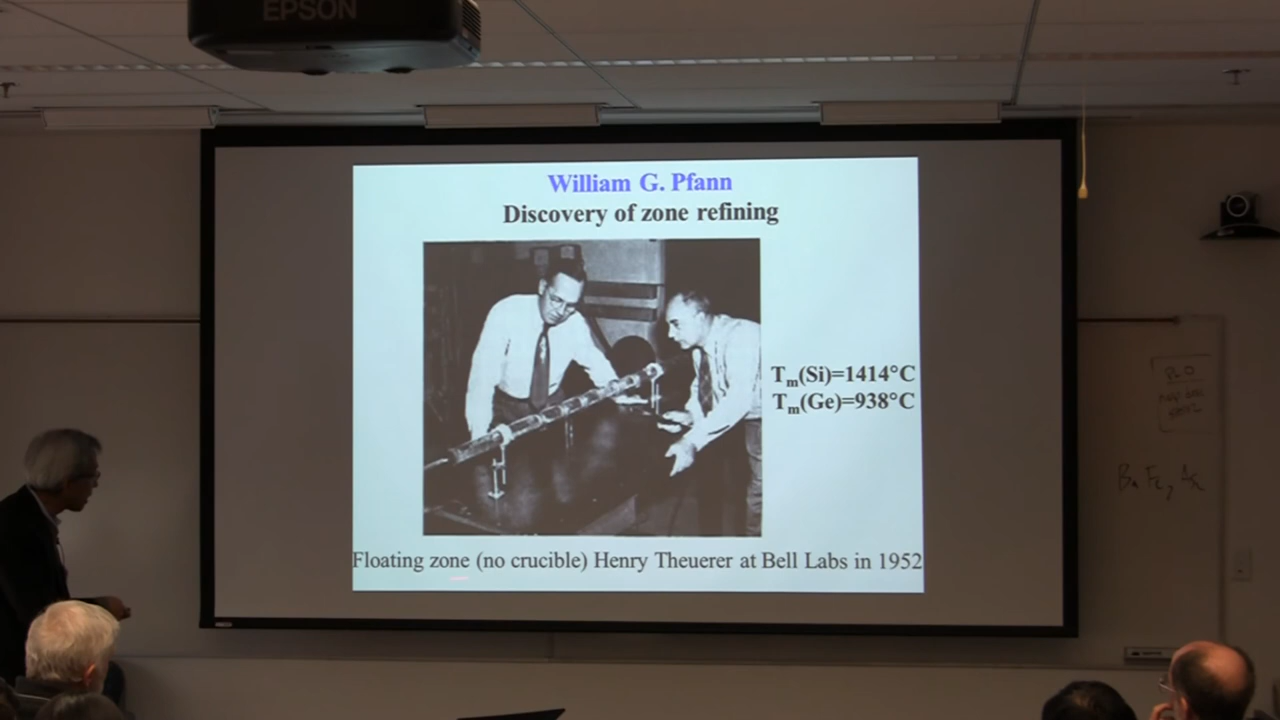 EPSON
William G. Pfann
Discovery of zone refining
Tm(Si)=1414°C
Tm(Ge)=938°C
Floating zone (no crucible) Henry Theuerer at Bell Labs in 1952